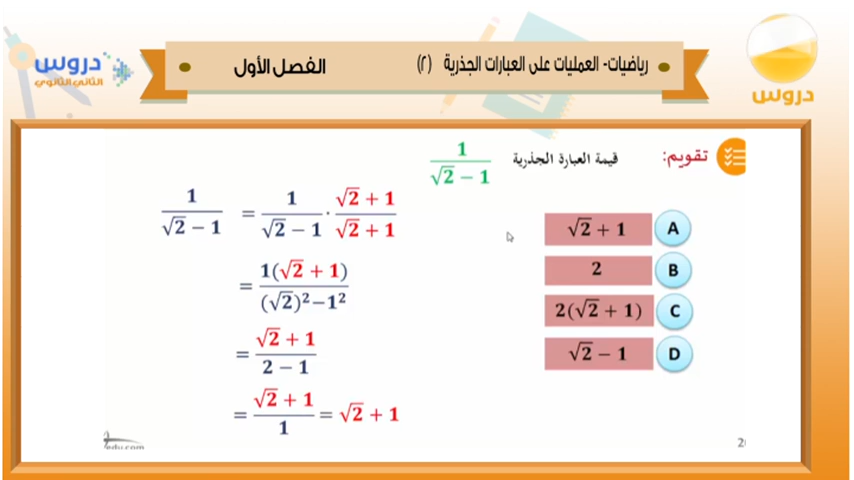 دروس
الثاني الثانوي
رياضيات- العمليات على العبارات الجذرية (٢) الفصل الأول
دروس
تقويم: قيمة العبارة الجذرية 1/(√2 − 1)
1/(√2 − 1) = 1/(√2 − 1) · (√2 + 1)/(√2 + 1)
= 1(√2 + 1)/((√2)² − 1²)
= (√2 + 1)/(2 − 1)
= (√2 + 1)/1 = √2 + 1
√2 + 1 A
2 B
2(√2 + 1) C
√2 − 1 D